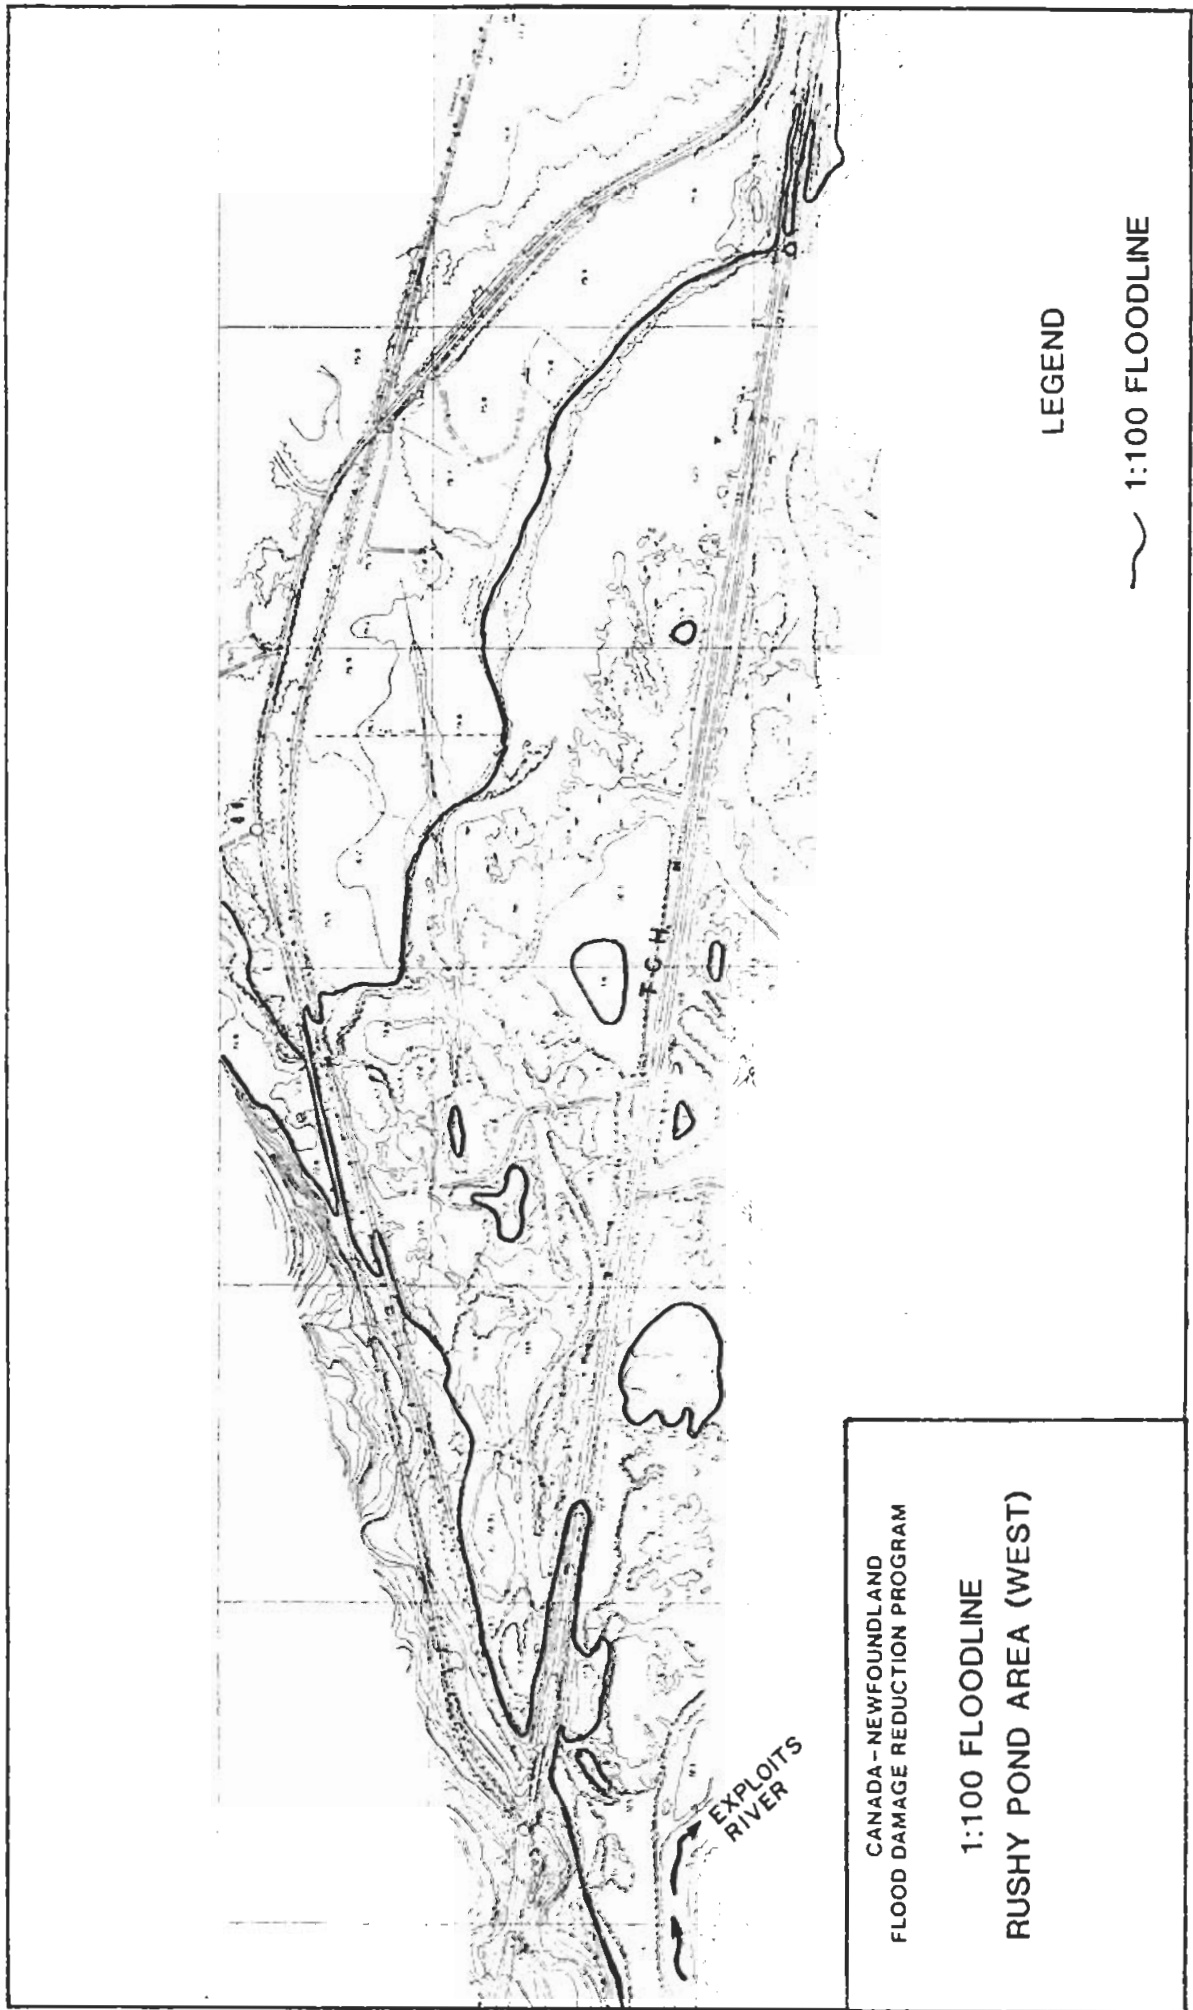 T C H
EXPLOITS
RIVER
LEGEND
1:100 FLOODLINE
CANADA-NEWFOUNDLAND
FLOOD DAMAGE REDUCTION PROGRAM
1:100 FLOODLINE
RUSHY POND AREA (WEST)